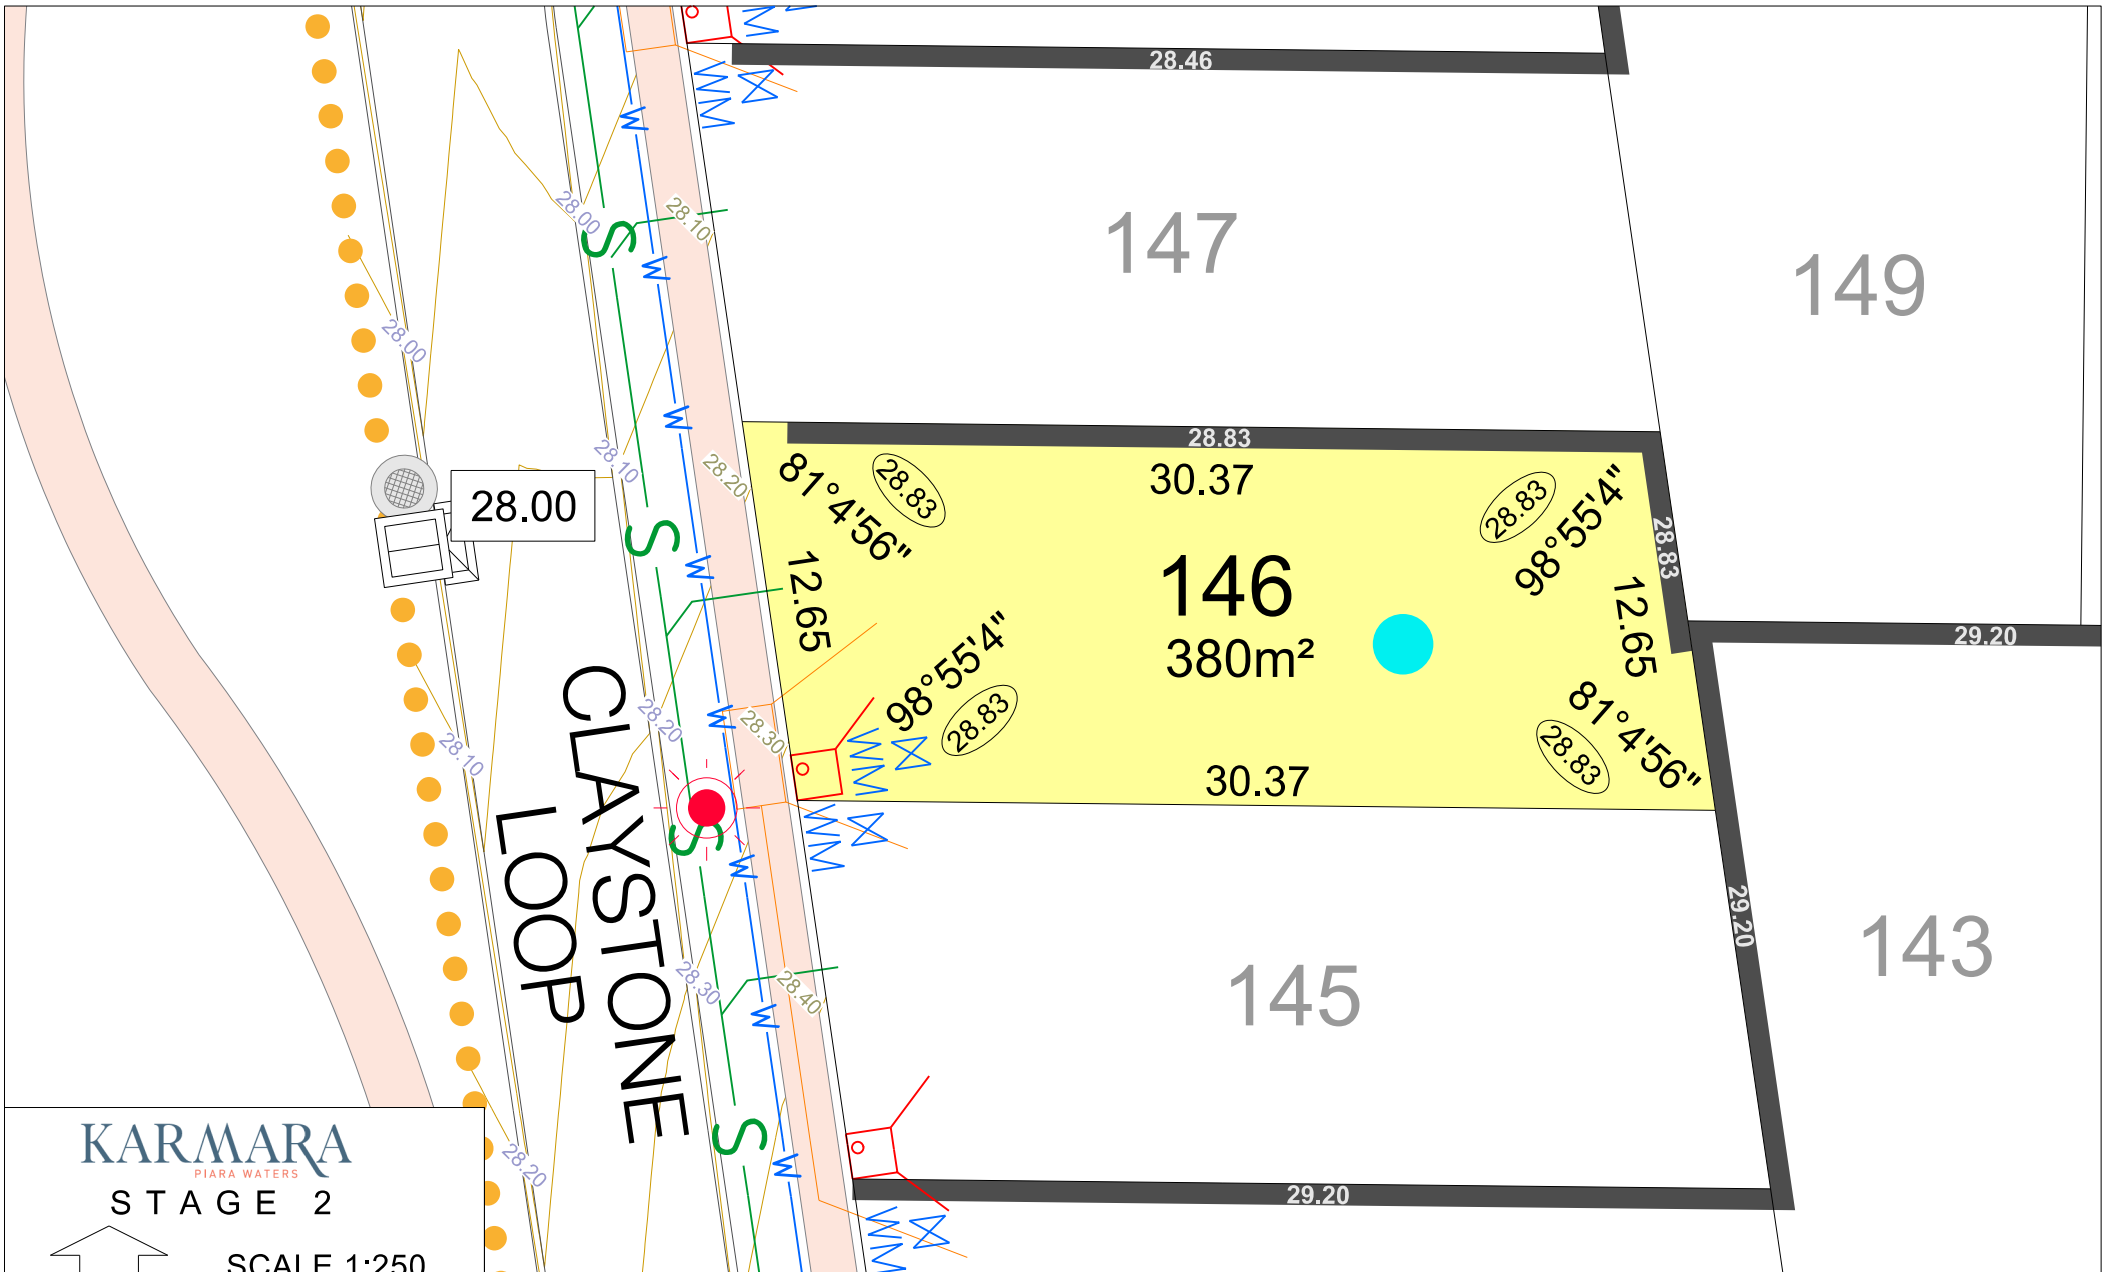 28.46
28.00
28.10
147
149
28.00
28.83
28.10
28.20
30.37
81°4'56"
28.83
28.83
98°55'4"
28.83
28.00
12.65
146
380m²
12.65
29.20
98°55'4"
28.83
81°4'56"
28.83
28.20
28.30
28.10
30.37
CLAYSTONE
LOOP
29.20
143
145
28.30
28.40
28.20
29.20
S
S
S
S
W
W
W
W
W
W
W
W
W
KARMARA
PIARA WATERS
STAGE 2
SCALE 1:250